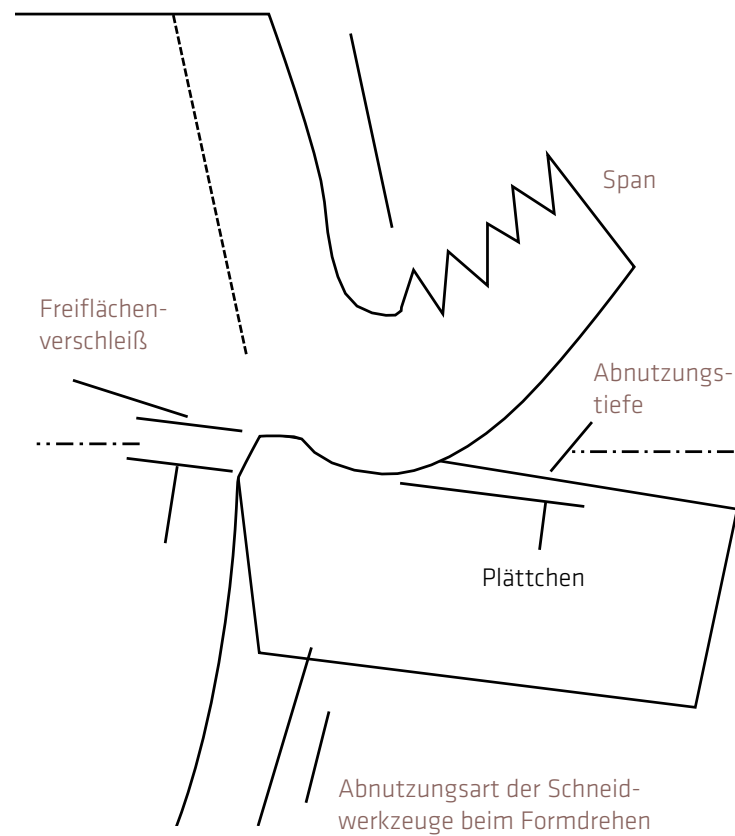 Span
Freiflächen-
verschleiß
Abnutzungs-
tiefe
Plättchen
Abnutzungsart der Schneid-
werkzeuge beim Formdrehen